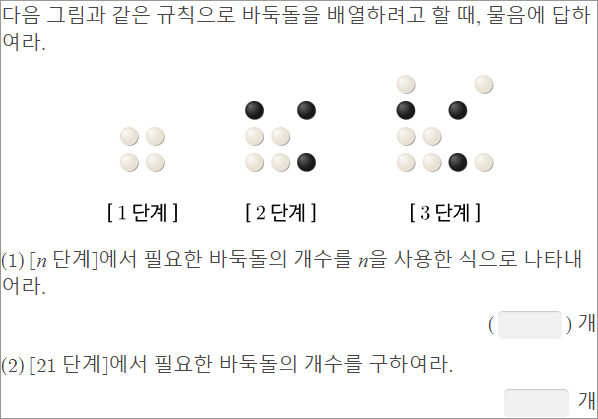 다음 그림과 같은 규칙으로 바둑돌을 배열하려고 할 때, 물음에 답하
여라.
[ 1 단계 ] [ 2 단계 ] [ 3 단계 ]
(1) [n 단계]에서 필요한 바둑돌의 개수를 n을 사용한 식으로 나타내
어라.
( ) 개
(2) [21 단계]에서 필요한 바둑돌의 개수를 구하여라.
개